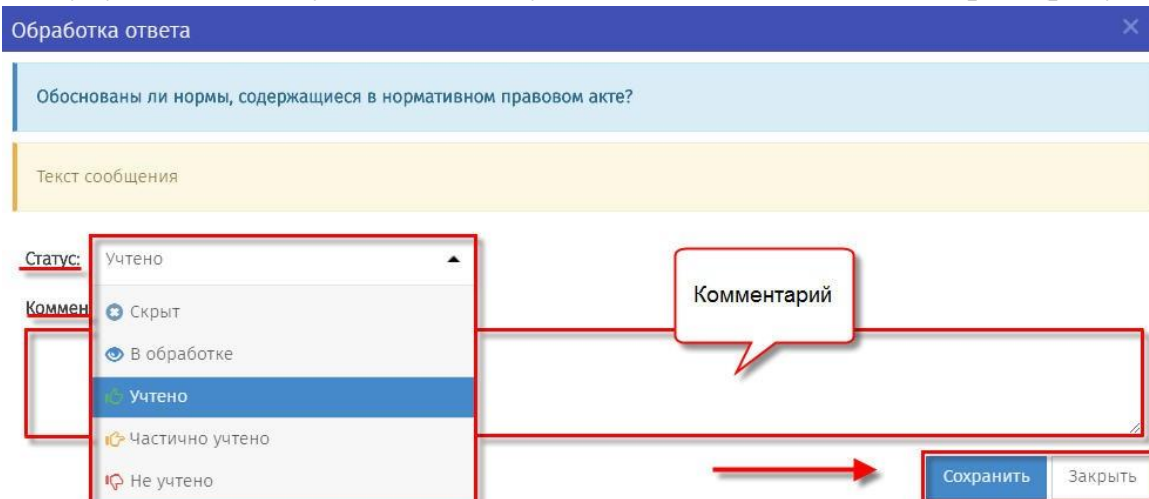 Обработка ответа
Обоснованы ли нормы, содержащиеся в нормативном правовом акте?
Текст сообщения
Статус: Учтено
Коммен
Скрыт
В обработке
Учтено
Частично учтено
Не учтено
Комментарий
Сохранить Закрыть